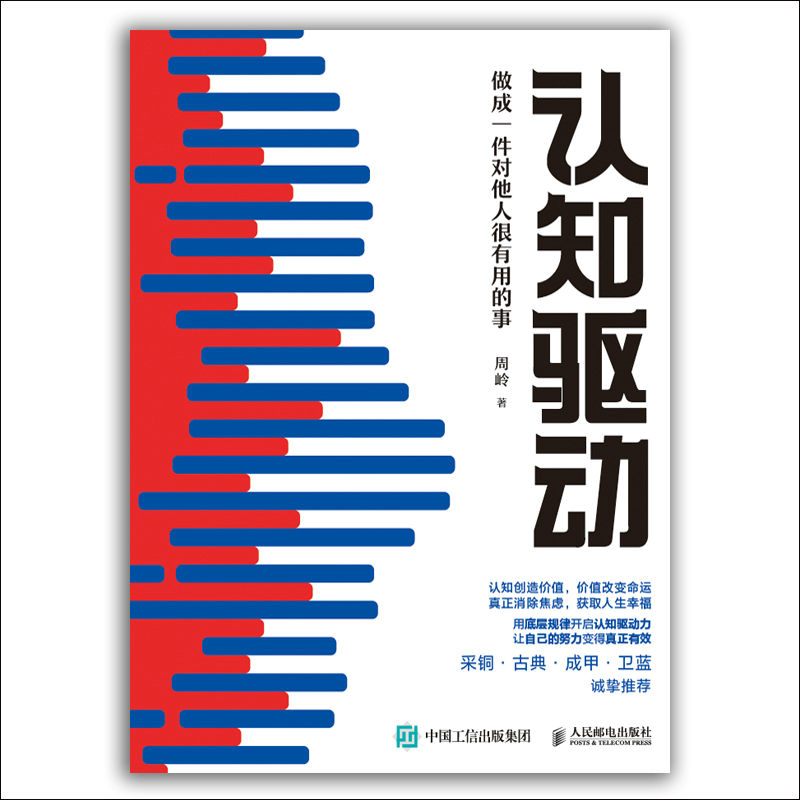 认知驱动
做成一件对他人很有用的事
周岭 著
认知创造价值，价值改变命运
真正消除焦虑，获取人生幸福
用底层规律开启认知驱动力
让自己的努力变得真正有效
采铜·古典·成甲·卫蓝
诚挚推荐
中国工信出版集团
人民邮电出版社
POSTS & TELECOM PRESS